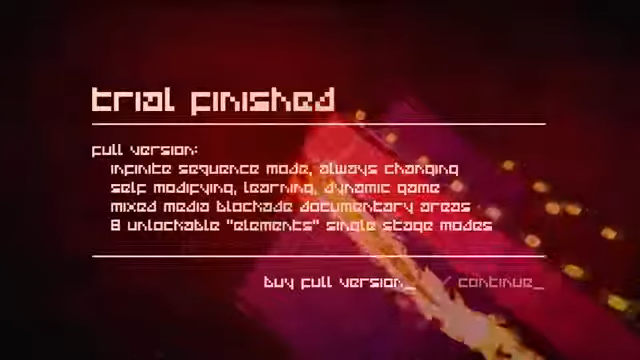 trial finished
full version:
infinite sequence mode, always changing
self modifying, learning, dynamic game
mixed media blockade documentary areas
8 unlockable "elements" single stage modes
buy full version_ / continue_